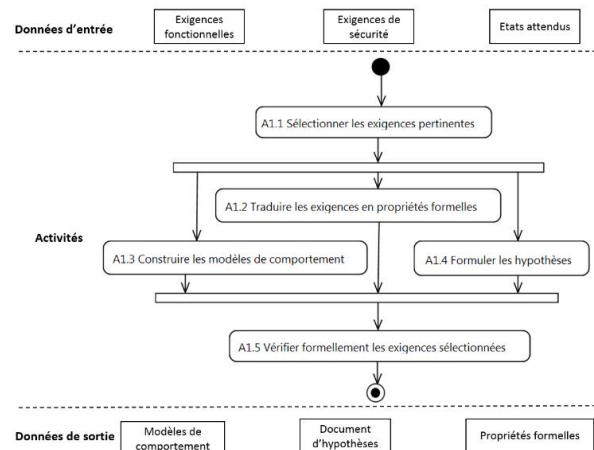 Données d'entrée
Exigences
fonctionnelles
Exigences de
sécurité
Etats attendus
A1.1 Sélectionner les exigences pertinentes
A1.2 Traduire les exigences en propriétés formelles
Activités
A1.3 Construire les modèles de comportement
A1.4 Formuler les hypothèses
A1.5 Vérifier formellement les exigences sélectionnées
Données de sortie
Modèles de
comportement
Document
d'hypothèses
Propriétés formelles